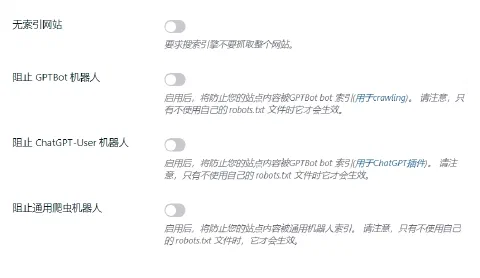 无索引网站
要求搜索引擎不要抓取整个网站。
阻止 GPTBot 机器人
启用后，将防止您的站点内容被GPTBot bot 索引(用于crawling)。 请注意，只
有不使用自己的 robots.txt 文件时它才会生效。
阻止 ChatGPT-User 机器人
启用后，将防止您的站点内容被GPTBot bot 索引(用于ChatGPT插件)。 请注
意，只有不使用自己的 robots.txt 文件时它才会生效。
阻止通用爬虫机器人
启用后，将防止您的站点内容被通用机器人索引。 请注意，只有不使用自己
的 robots.txt 文件时，它才会生效。